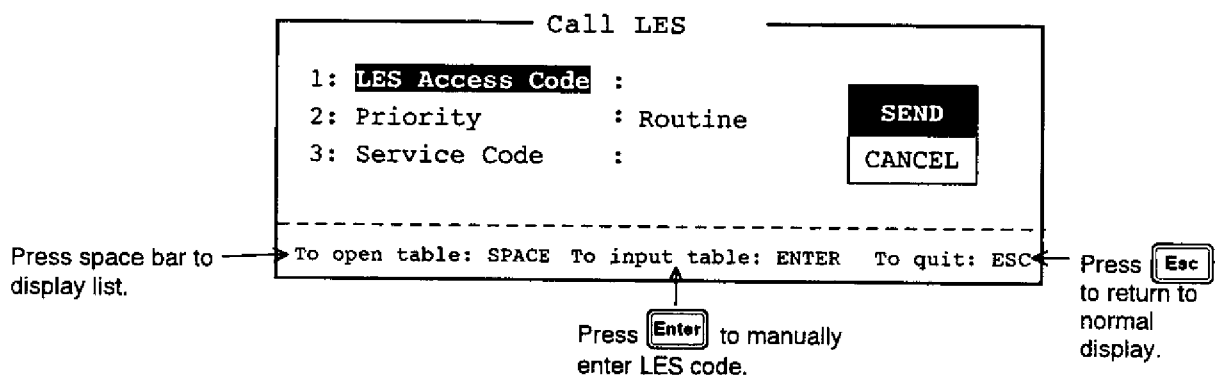 Call LES
1: LES Access Code :
2: Priority : Routine
3: Service Code :
SEND
CANCEL
To open table: SPACE To input table: ENTER To quit: ESC
Press space bar to
display list.
Press Enter to manually
enter LES code.
Press Esc
to return to
normal
display.